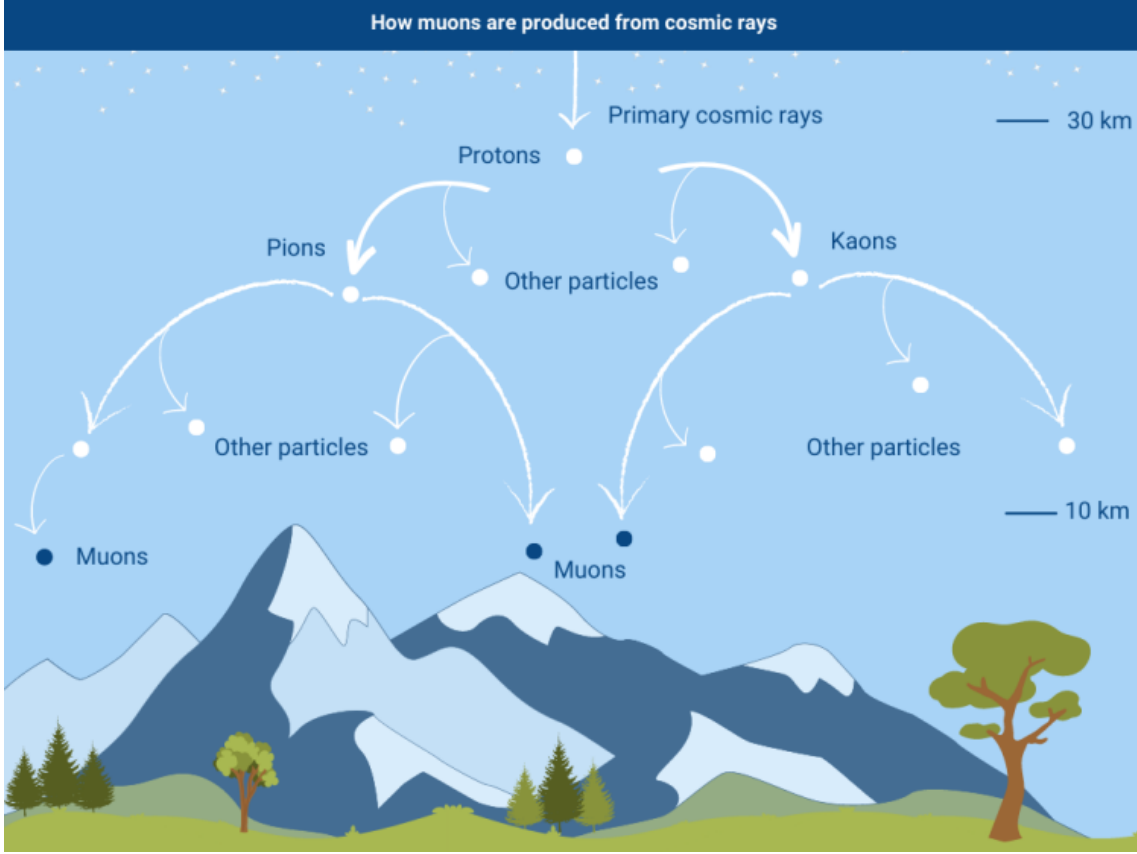 How muons are produced from cosmic rays
Primary cosmic rays
30 km
Protons
Pions
Kaons
Other particles
Other particles
Other particles
10 km
Muons
Muons